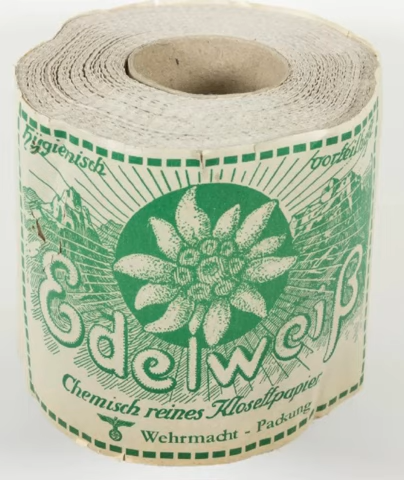 hygienisch
vorteilhaft
Edelweiß
Chemisch reines Klosettpapier
Wehrmacht - Packung